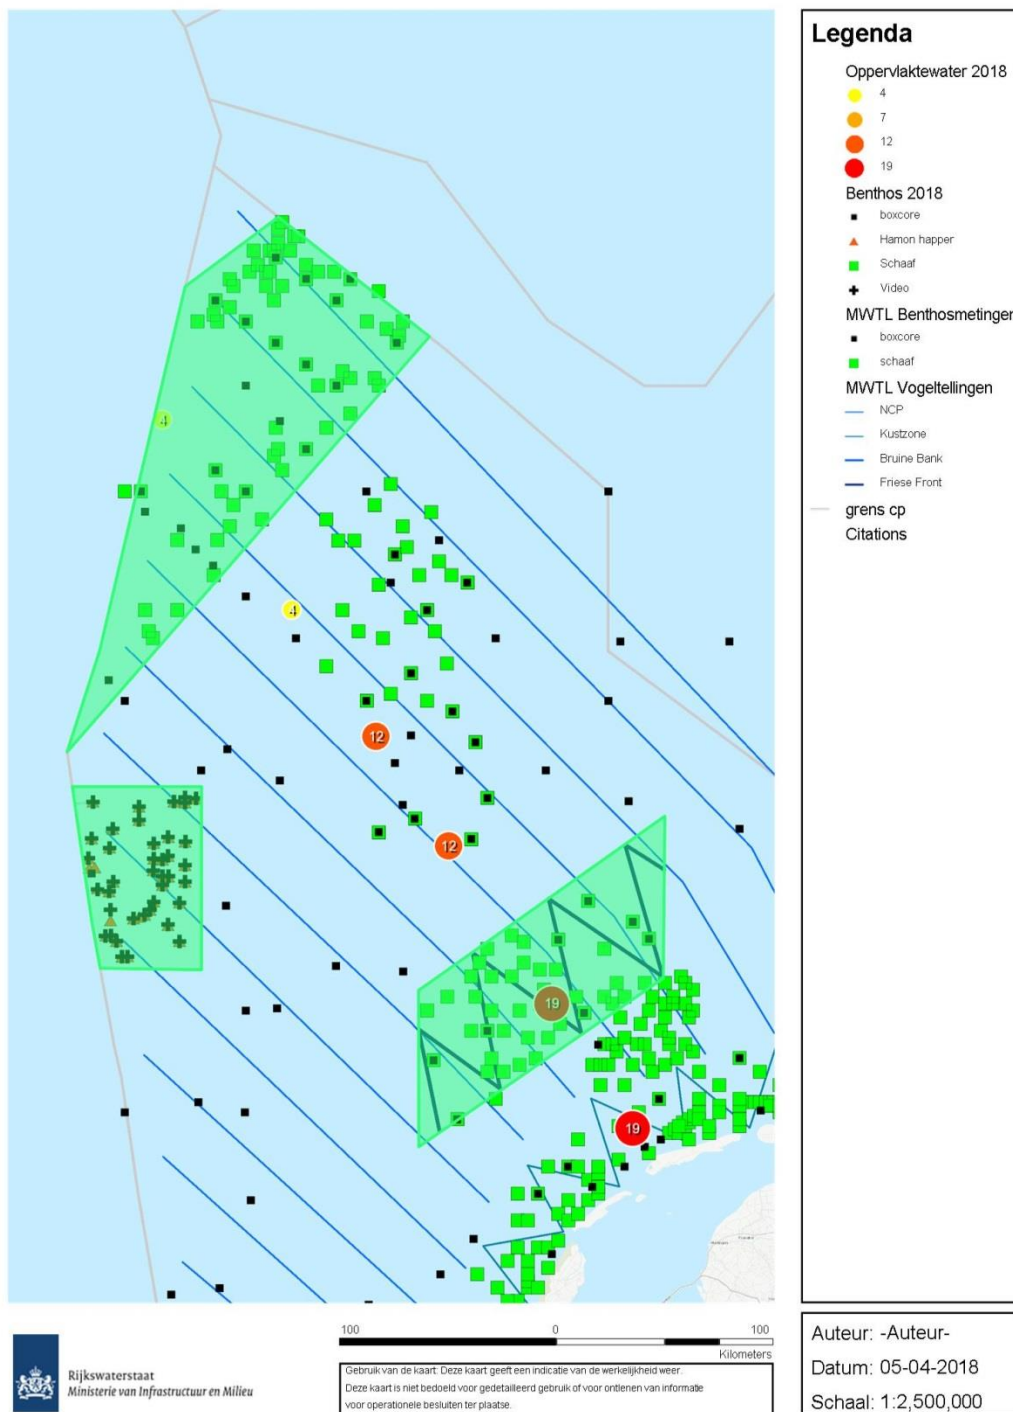 Legenda
Oppervlaktewater 2018
4
7
12
19
Benthos 2018
boxcore
Hamon happer
Schaaf
Video
MWTL Benthosmetingen
boxcore
schaaf
MWTL Vogeltellingen
NCP
Kustzone
Bruine Bank
Friese Front
grens cp
Citations
4
4
12
12
19
19
100 0 100
Kilometers
Rijkswaterstaat
Ministerie van Infrastructuur en Milieu
Gebruik van de kaart: Deze kaart geeft een indicatie van de werkelijkheid weer.
Deze kaart is niet bedoeld voor gedetailleerd gebruik of voor ontlenen van informatie
voor operationele besluiten ter plaatse.
Auteur: -Auteur-
Datum: 05-04-2018
Schaal: 1:2,500,000